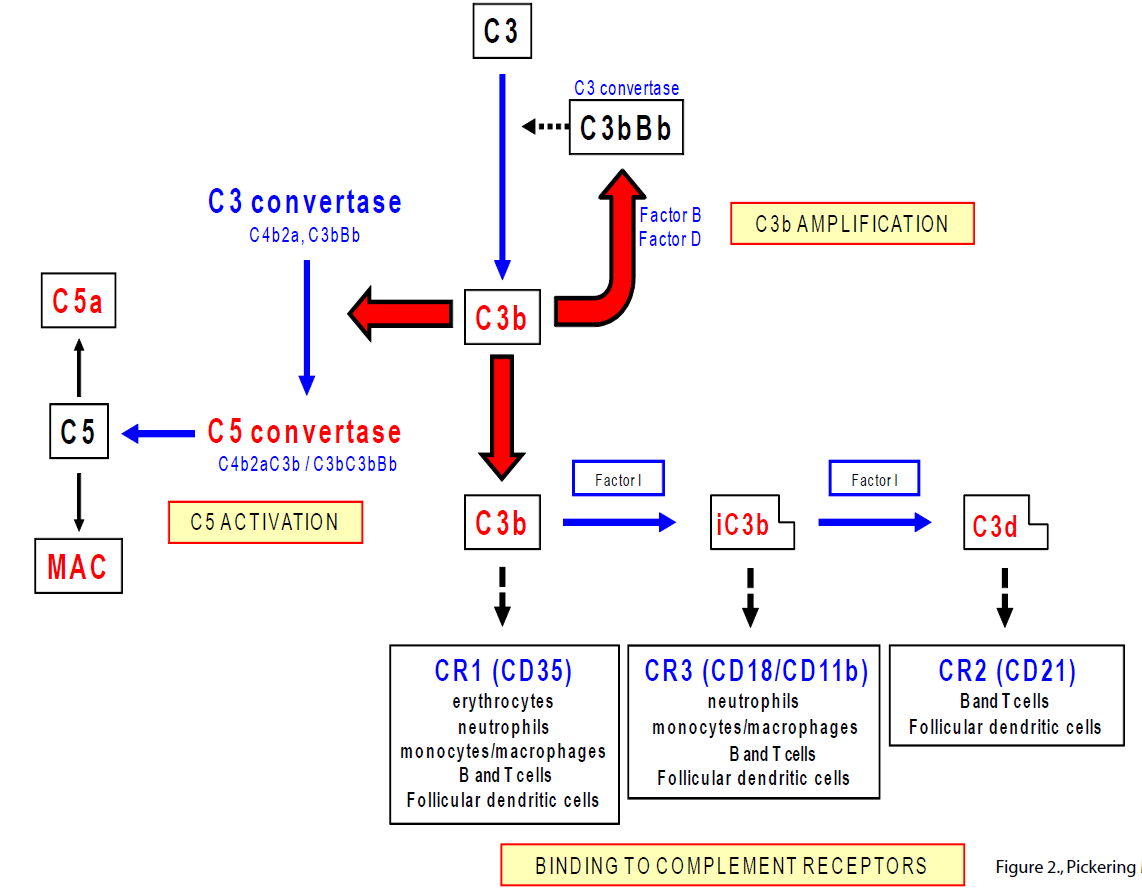 C3
C3 convertase
C3bBb
C3 convertase
C4b2a, C3bBb
Factor B
Factor D
C3b AMPLIFICATION
C5a
C3b
C5
C5 convertase
C4b2aC3b / C3bC3bBb
C5 ACTIVATION
MAC
C3b
Factor I
iC3b
Factor I
C3d
CR1 (CD35)
erythrocytes
neutrophils
monocytes/macrophages
B and T cells
Follicular dendritic cells
CR3 (CD18/CD11b)
neutrophils
monocytes/macrophages
B and T cells
Follicular dendritic cells
CR2 (CD21)
B and T cells
Follicular dendritic cells
BINDING TO COMPLEMENT RECEPTORS
Figure 2., Pickering